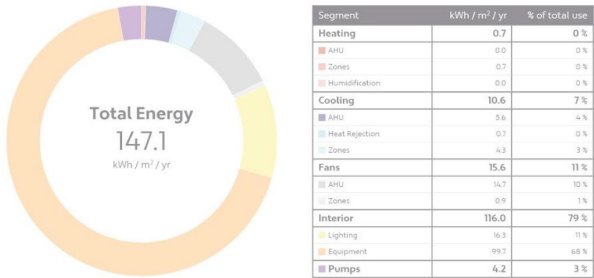 Total Energy
147.1
kWh / m² / yr
Segment kWh / m² / yr % of total use
Heating 0.7 0 %
AHU 0.0 0 %
Zones 0.7 0 %
Humidification 0.0 0 %
Cooling 10.6 7 %
AHU 5.6 4 %
Heat Rejection 0.7 0 %
Zones 4.3 3 %
Fans 15.6 11 %
AHU 14.7 10 %
Zones 0.9 1 %
Interior 116.0 79 %
Lighting 16.3 11 %
Equipment 99.7 68 %
Pumps 4.2 3 %